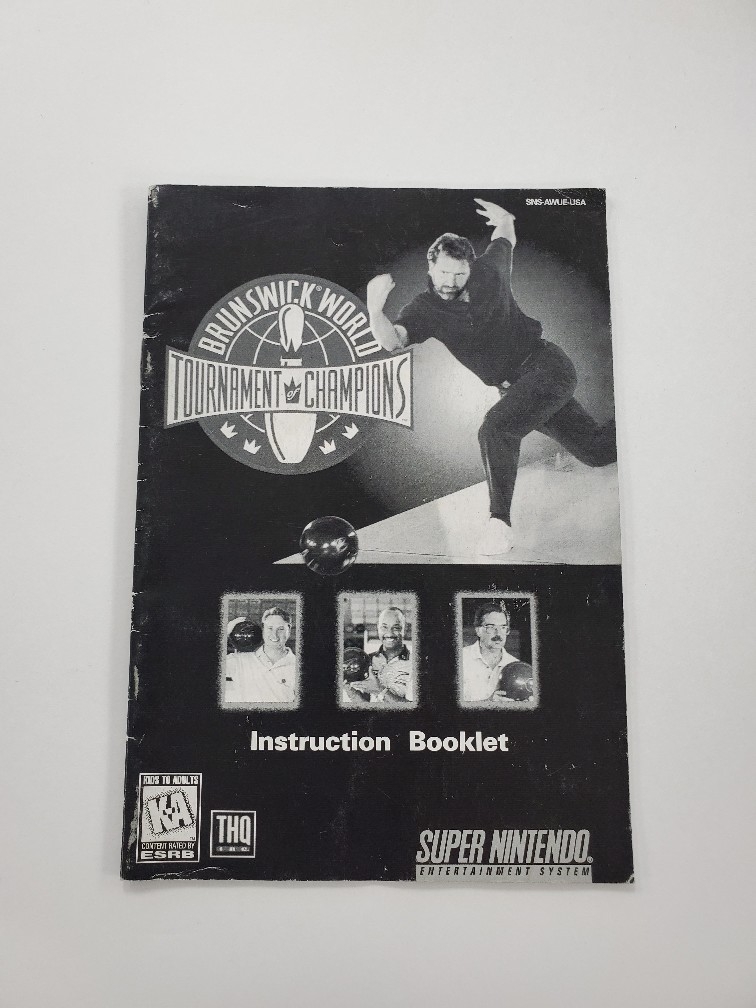 SNS-AWUE-USA
BRUNSWICK® WORLD
TOURNAMENT of CHAMPIONS
Instruction Booklet
KIDS TO ADULTS
K-A
CONTENT RATED BY
ESRB
THQ
SUPER NINTENDO®
ENTERTAINMENT SYSTEM